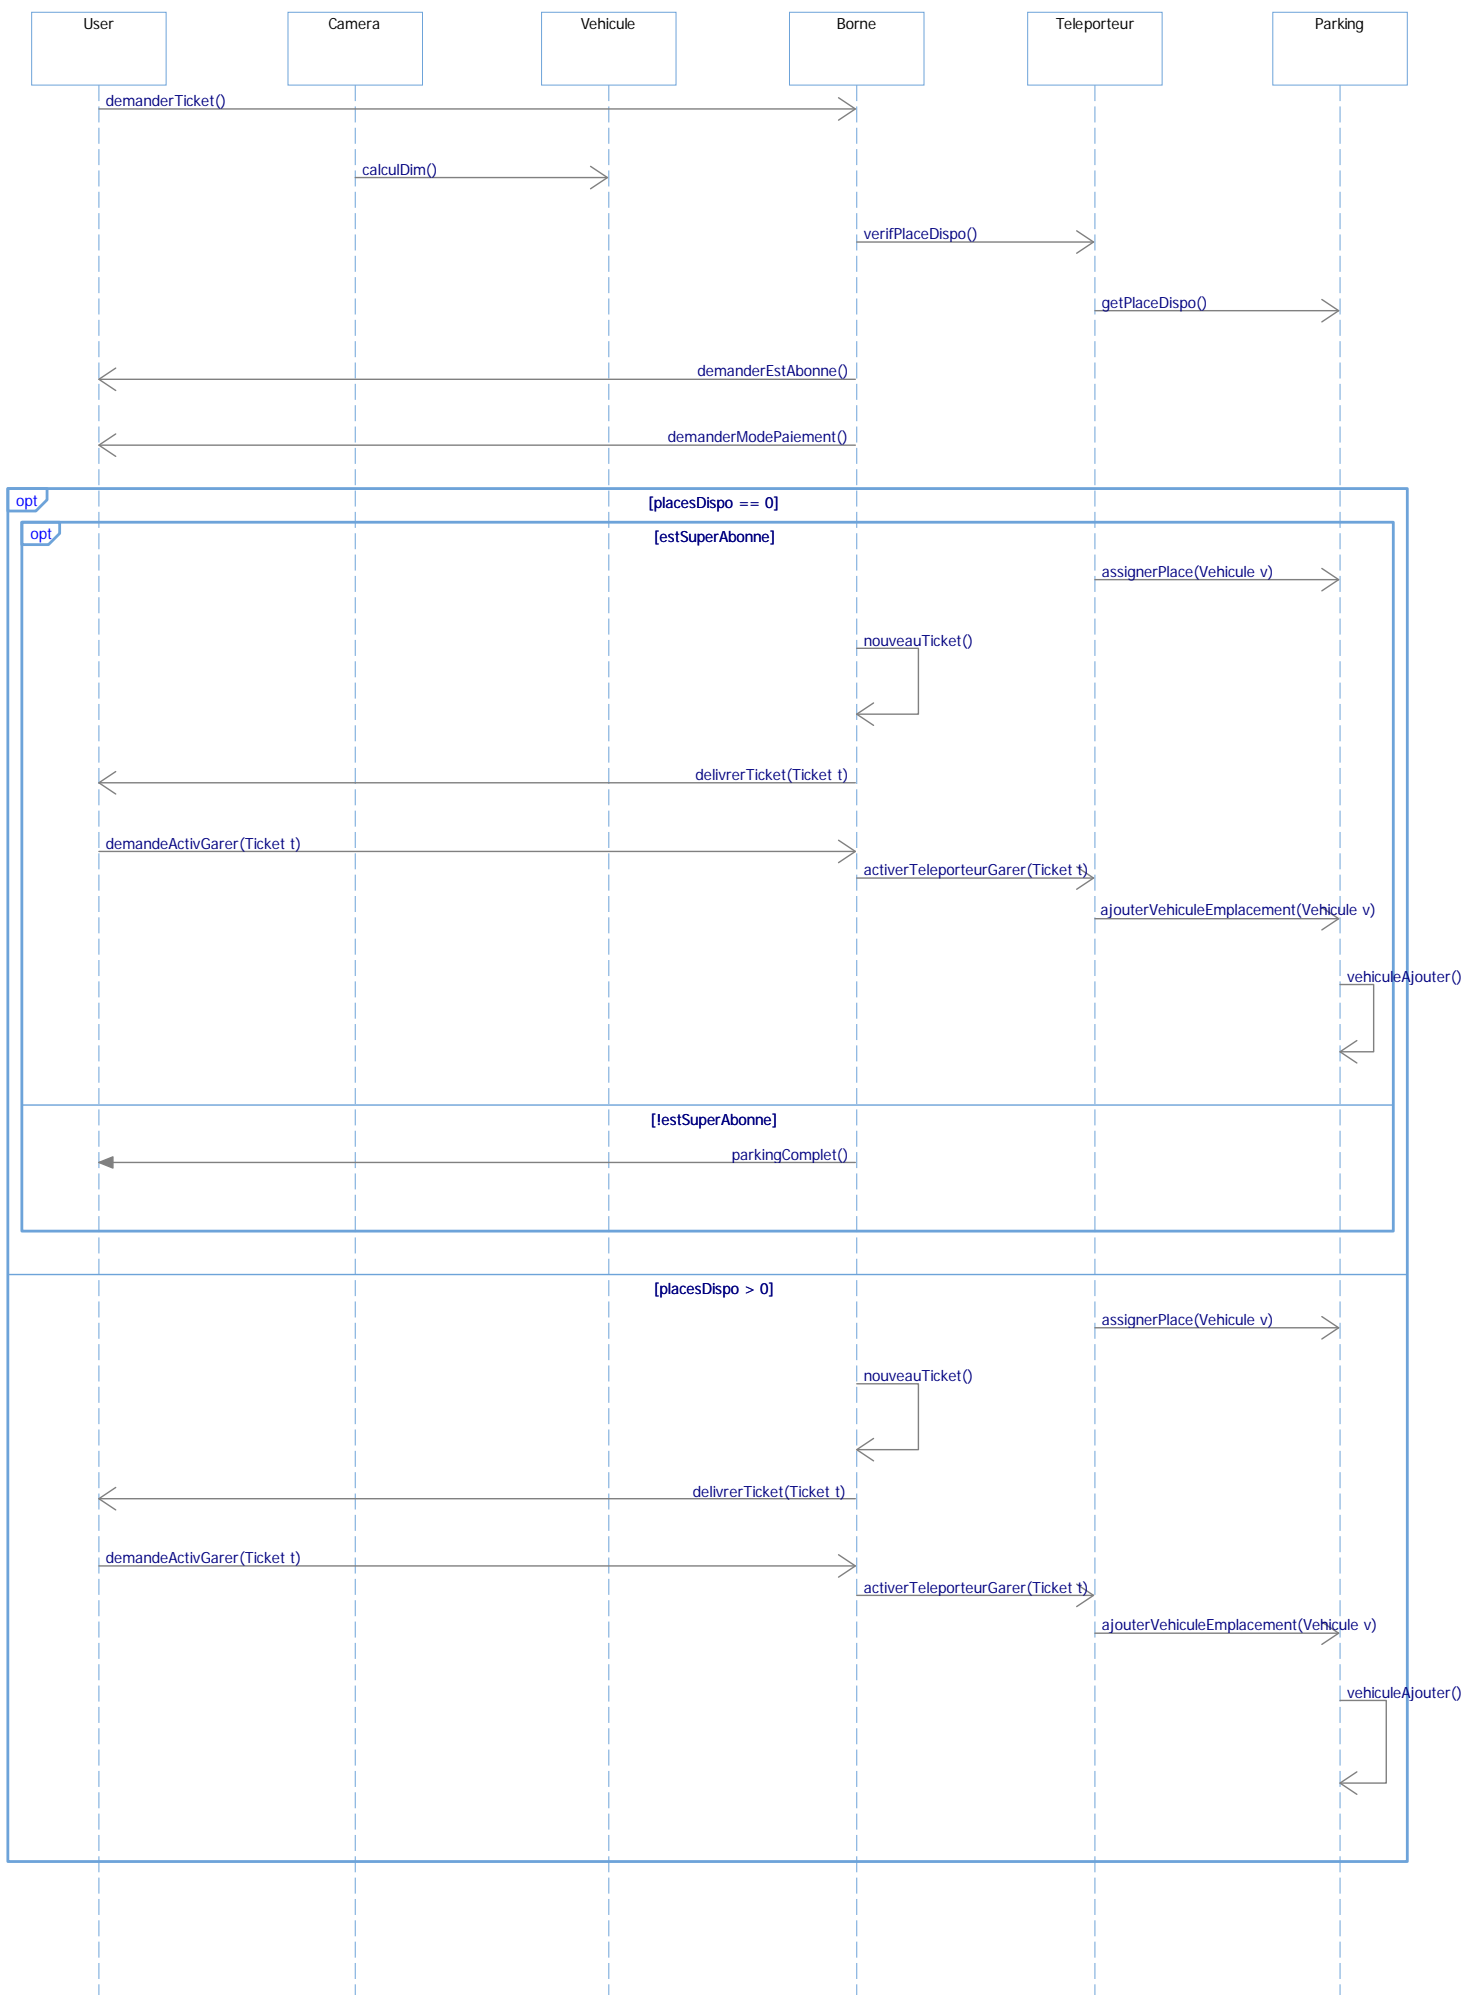 User
Camera
Vehicule
Borne
Teleporteur
Parking
demanderTicket()
calculDim()
verifPlaceDispo()
getPlaceDispo()
demanderEstAbonne()
demanderModePaiement()
opt
[placesDispo == 0]
opt
[estSuperAbonne]
assignerPlace(Vehicule v)
nouveauTicket()
delivrerTicket(Ticket t)
demandeActivGarer(Ticket t)
activerTeleporteurGarer(Ticket t)
ajouterVehiculeEmplacement(Vehicule v)
vehiculeAjouter()
[!estSuperAbonne]
parkingComplet()
[placesDispo > 0]
assignerPlace(Vehicule v)
nouveauTicket()
delivrerTicket(Ticket t)
demandeActivGarer(Ticket t)
activerTeleporteurGarer(Ticket t)
ajouterVehiculeEmplacement(Vehicule v)
vehiculeAjouter()